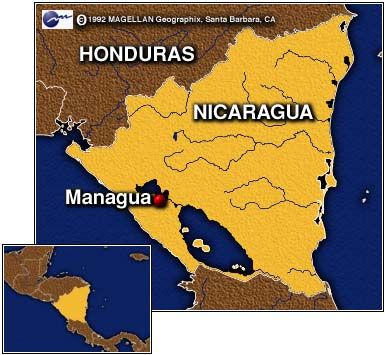 © 1992 MAGELLAN Geographix, Santa Barbara, CA
HONDURAS
NICARAGUA
Managua